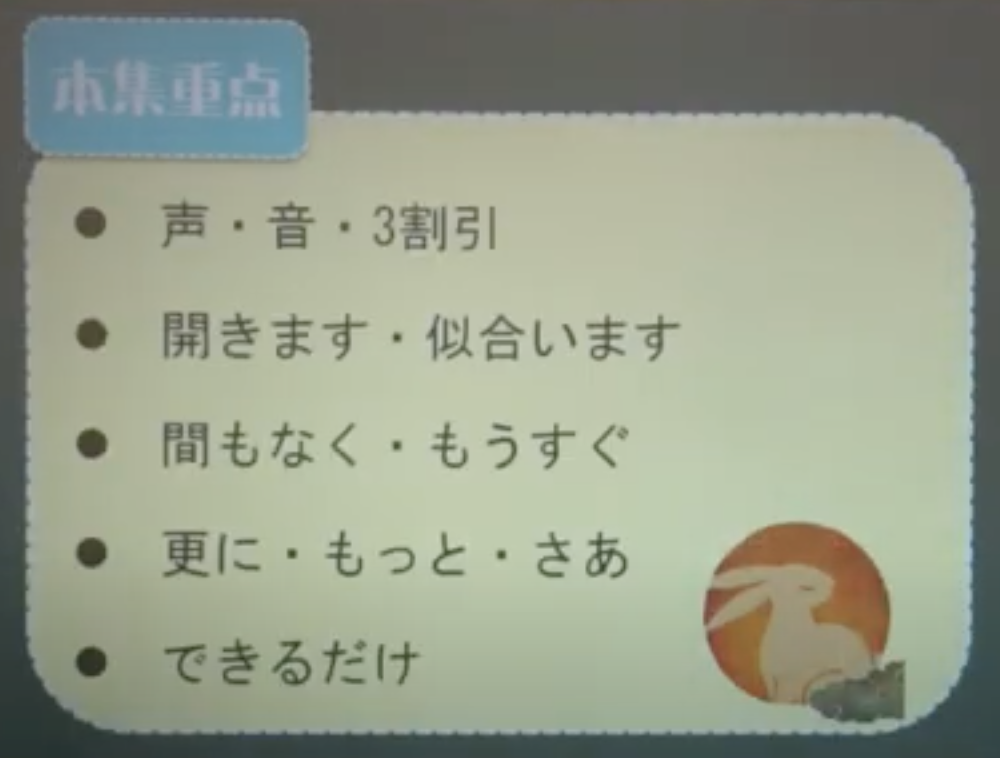 本集重点
● 声・音・3割引
● 開きます・似合います
● 間もなく・もうすぐ
● 更に・もっと・さあ
● できるだけ